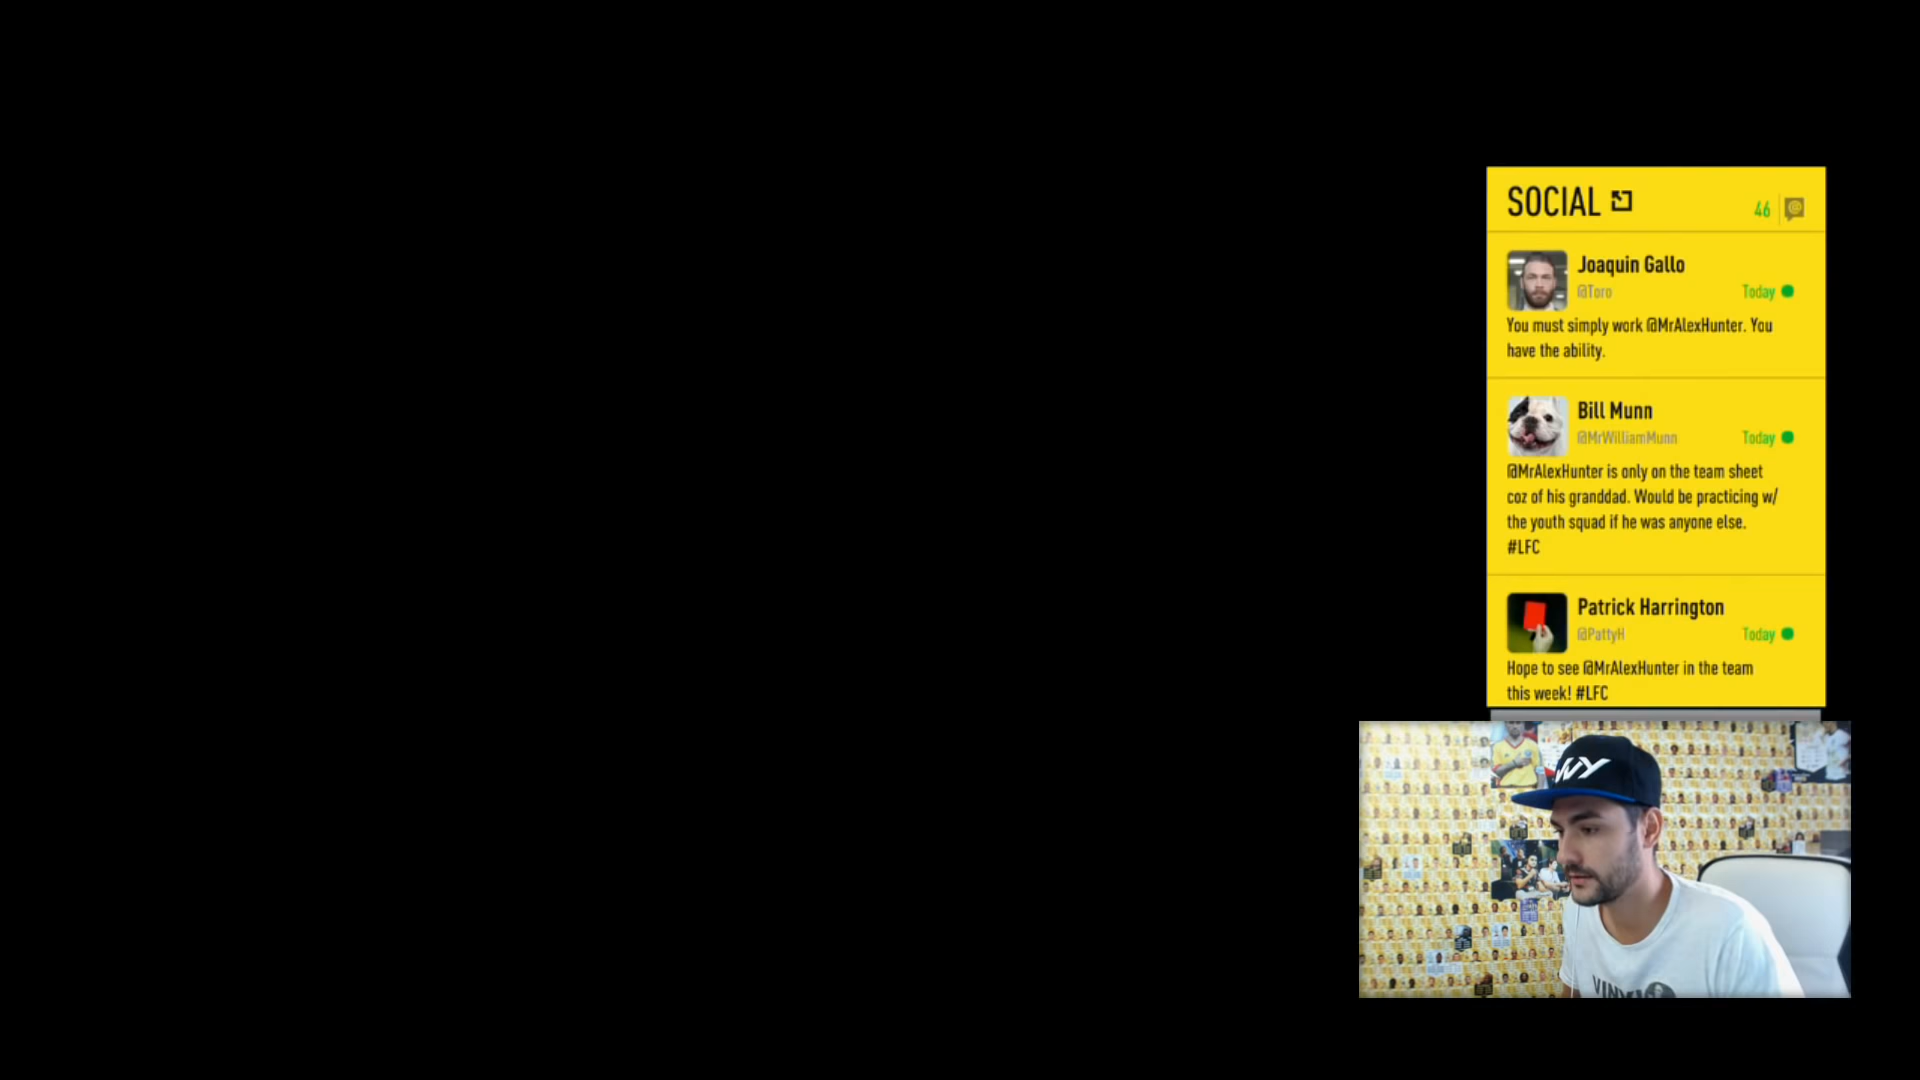 SOCIAL
46
Joaquin Gallo
@Toro
Today
You must simply work @MrAlexHunter. You
have the ability.
Bill Munn
@MrWilliamMunn
Today
@MrAlexHunter is only on the team sheet
coz of his granddad. Would be practicing w/
the youth squad if he was anyone else.
#LFC
Patrick Harrington
@PattyH
Today
Hope to see @MrAlexHunter in the team
this week! #LFC